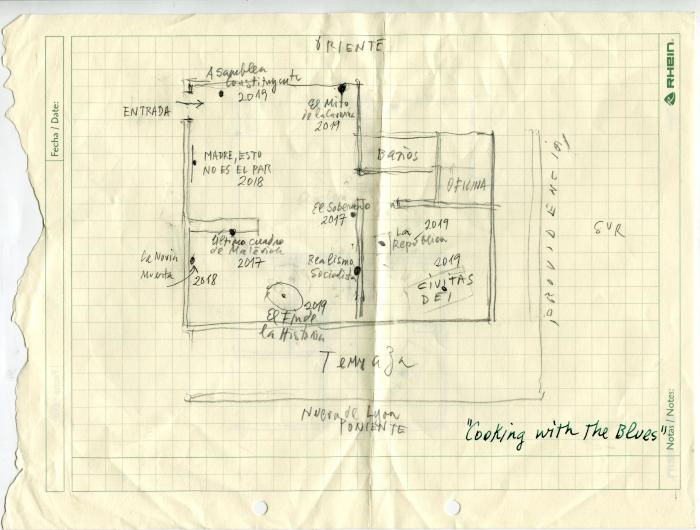 ORIENTE
RHEIN®
Fecha / Date:
Asamblea
Constituyente
2019
ENTRADA
El Mito
de la Caverna
2019
MADRE, ESTO
NO ES EL PAR
2018
Baños
OFICINA
El Soberano
2017
2019
La
República
Último cuadro
de Malévich
2017
La Novia
Muerta
2018
Realismo
Socialista
2019
CIVITAS
DEI
2019
El Fin de
la Historia
PROVIDENCIA
SUR
Terraza
Nueva de Lyon
PONIENTE
"Cooking with The Blues"
Notas / Notes: